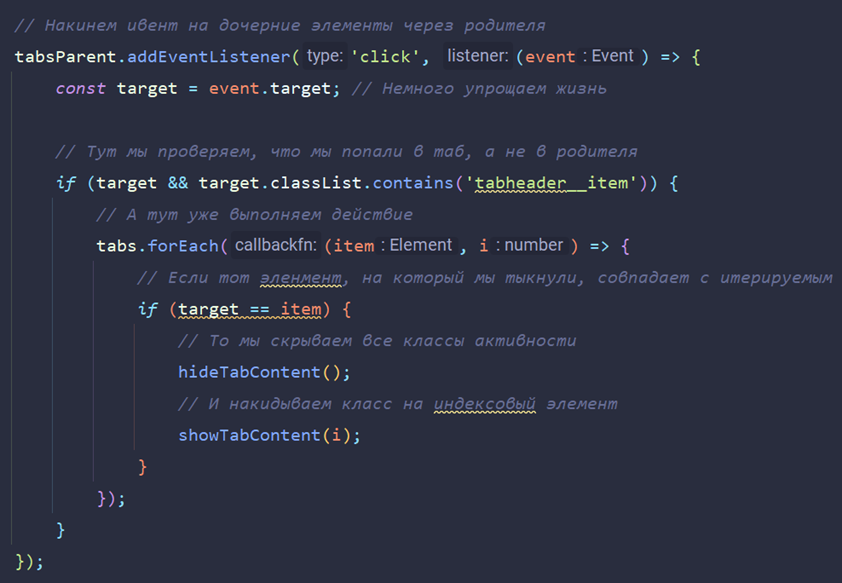 // Накинем ивент на дочерние элементы через родителя
tabsParent.addEventListener( type: 'click', listener: (event : Event ) => {
const target = event.target; // Немного упрощаем жизнь
// Тут мы проверяем, что мы попали в таб, а не в родителя
if (target && target.classList.contains('tabheader__item')) {
// А тут уже выполняем действие
tabs.forEach( callbackfn: (item : Element , i : number ) => {
// Если тот эленмент, на который мы тыкнули, совпадает с итерируемым
if (target == item) {
// То мы скрываем все классы активности
hideTabContent();
// И накидываем класс на индексовый элемент
showTabContent(i);
}
});
}
});